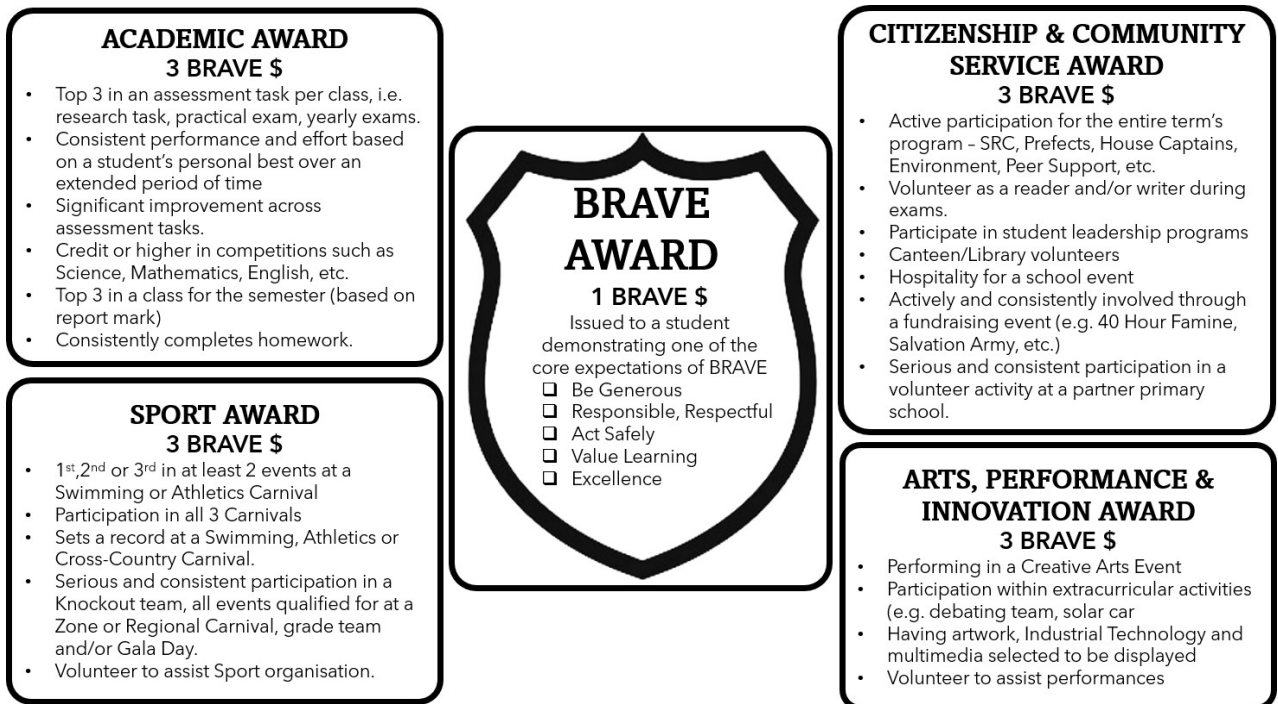 ACADEMIC AWARD
3 BRAVE $
• Top 3 in an assessment task per class, i.e.
research task, practical exam, yearly exams.
• Consistent performance and effort based
on a student's personal best over an
extended period of time
• Significant improvement across
assessment tasks.
• Credit or higher in competitions such as
Science, Mathematics, English, etc.
• Top 3 in a class for the semester (based on
report mark)
• Consistently completes homework.
SPORT AWARD
3 BRAVE $
• 1st,2nd or 3rd in at least 2 events at a
Swimming or Athletics Carnival
• Participation in all 3 Carnivals
• Sets a record at a Swimming, Athletics or
Cross-Country Carnival.
• Serious and consistent participation in a
Knockout team, all events qualified for at a
Zone or Regional Carnival, grade team
and/or Gala Day.
• Volunteer to assist Sport organisation.
BRAVE
AWARD
1 BRAVE $
Issued to a student
demonstrating one of the
core expectations of BRAVE
❑ Be Generous
❑ Responsible, Respectful
❑ Act Safely
❑ Value Learning
❑ Excellence
CITIZENSHIP & COMMUNITY
SERVICE AWARD
3 BRAVE $
• Active participation for the entire term's
program – SRC, Prefects, House Captains,
Environment, Peer Support, etc.
• Volunteer as a reader and/or writer during
exams.
• Participate in student leadership programs
• Canteen/Library volunteers
• Hospitality for a school event
• Actively and consistently involved through
a fundraising event (e.g. 40 Hour Famine,
Salvation Army, etc.)
• Serious and consistent participation in a
volunteer activity at a partner primary
school.
ARTS, PERFORMANCE &
INNOVATION AWARD
3 BRAVE $
• Performing in a Creative Arts Event
• Participation within extracurricular activities
(e.g. debating team, solar car
• Having artwork, Industrial Technology and
multimedia selected to be displayed
• Volunteer to assist performances